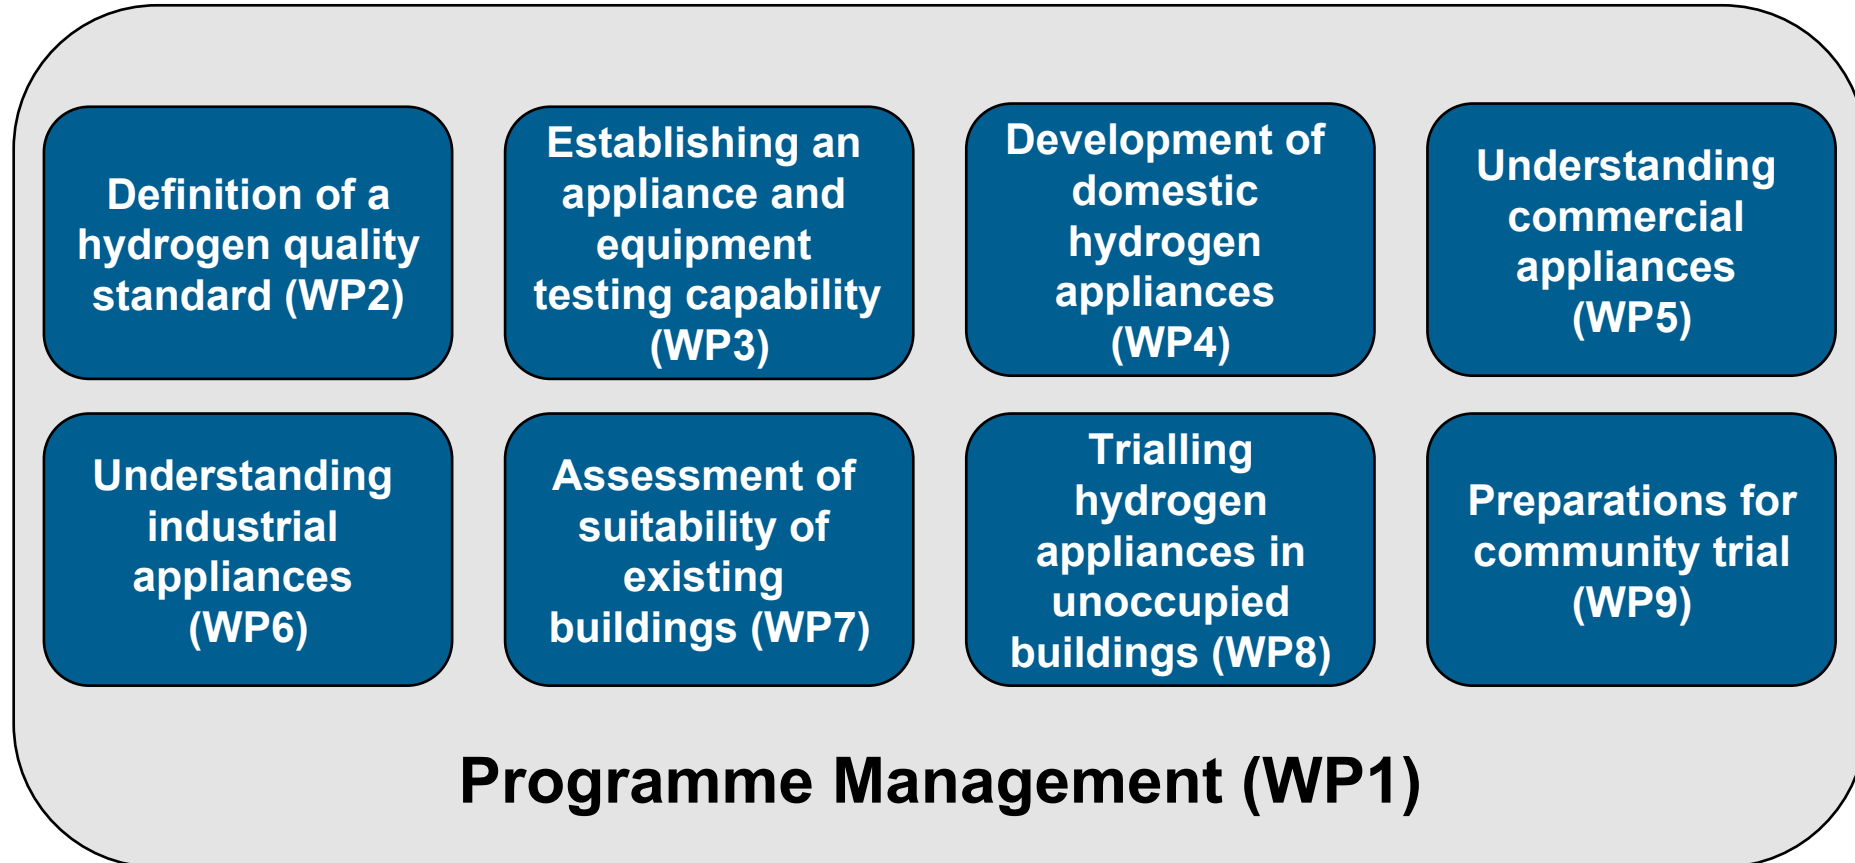 Definition of a
hydrogen quality
standard (WP2)
Establishing an
appliance and
equipment
testing capability
(WP3)
Development of
domestic
hydrogen
appliances
(WP4)
Understanding
commercial
appliances
(WP5)
Understanding
industrial
appliances
(WP6)
Assessment of
suitability of
existing
buildings (WP7)
Trialling
hydrogen
appliances in
unoccupied
buildings (WP8)
Preparations for
community trial
(WP9)
Programme Management (WP1)